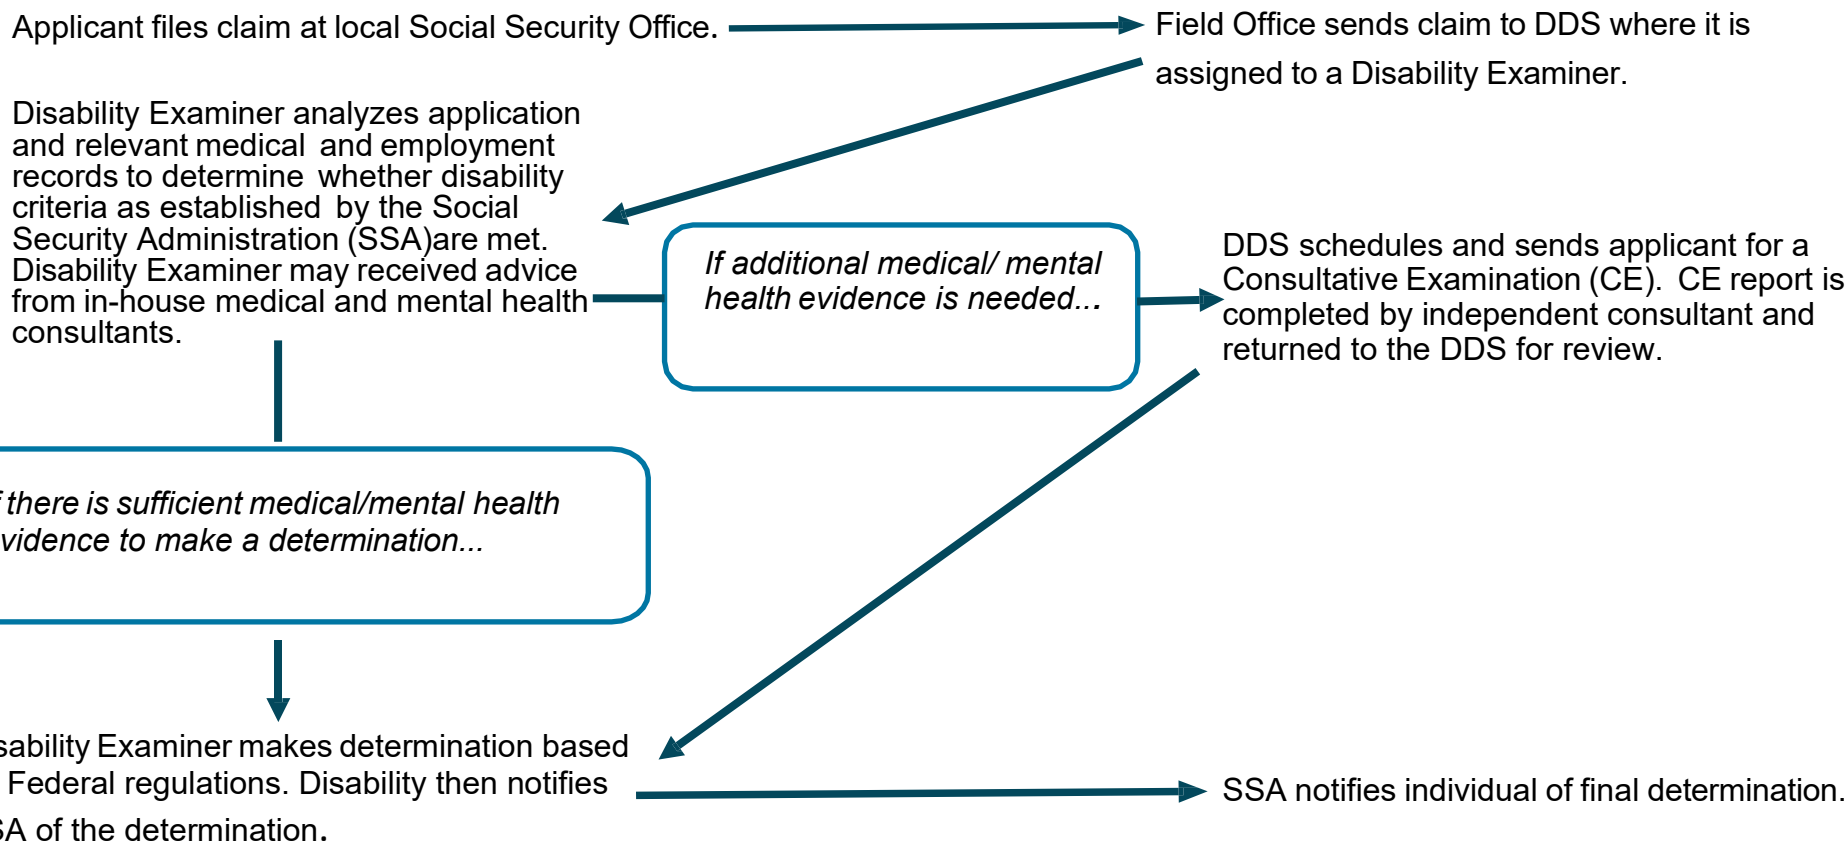 Applicant files claim at local Social Security Office.
Field Office sends claim to DDS where it is
assigned to a Disability Examiner.
Disability Examiner analyzes application
and relevant medical and employment
records to determine whether disability
criteria as established by the Social
Security Administration (SSA)are met.
Disability Examiner may received advice
from in-house medical and mental health
consultants.
If additional medical/ mental
health evidence is needed...
DDS schedules and sends applicant for a
Consultative Examination (CE). CE report is
completed by independent consultant and
returned to the DDS for review.
f there is sufficient medical/mental health
vidence to make a determination...
sability Examiner makes determination based
Federal regulations. Disability then notifies
SA of the determination.
SSA notifies individual of final determination.